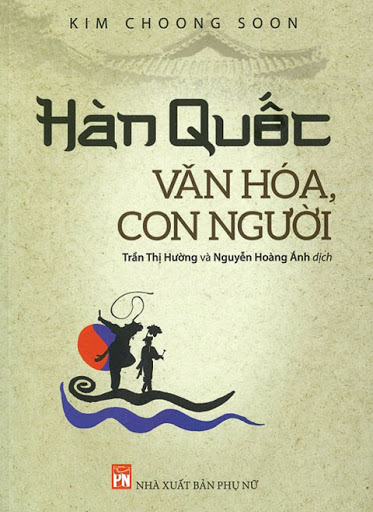 KIM CHOONG SOON
HÀN QUỐC
VĂN HÓA,
CON NGƯỜI
Trần Thị Hường và Nguyễn Hoàng Ánh dịch
PN
NHÀ XUẤT BẢN PHỤ NỮ